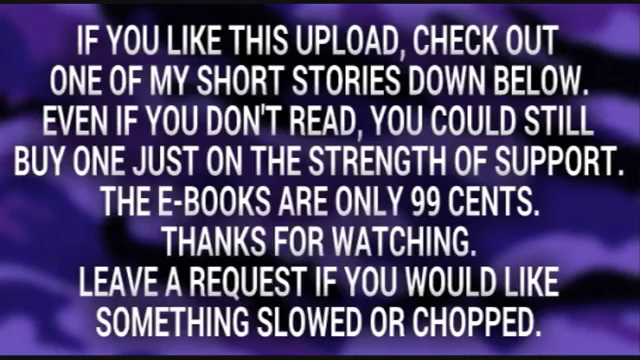 IF YOU LIKE THIS UPLOAD, CHECK OUT
ONE OF MY SHORT STORIES DOWN BELOW.
EVEN IF YOU DON'T READ, YOU COULD STILL
BUY ONE JUST ON THE STRENGTH OF SUPPORT.
THE E-BOOKS ARE ONLY 99 CENTS.
THANKS FOR WATCHING.
LEAVE A REQUEST IF YOU WOULD LIKE
SOMETHING SLOWED OR CHOPPED.